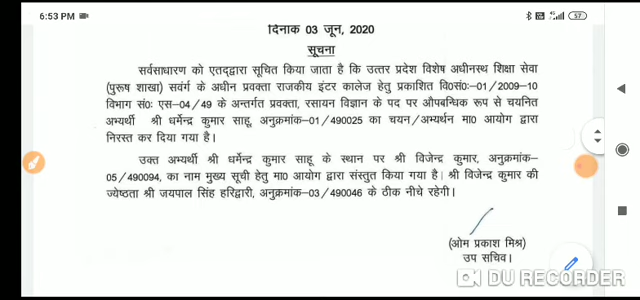 6:53 PM
57
दिनाक 03 जून, 2020
सूचना
सर्वसाधारण को एतद्द्वारा सूचित किया जाता है कि उत्तर प्रदेश विशेष अधीनस्थ शिक्षा सेवा
(पुरूष शाखा) सवंर्ग के अधीन प्रवक्ता राजकीय इंटर कालेज हेतु प्रकाशित वि0सं0:-01/2009-10
विभाग सं0: एस-04/49 के अन्तर्गत प्रवक्ता, रसायन विज्ञान के पद पर औपबन्धिक रूप से चयनित
अभ्यर्थी श्री धर्मेन्द्र कुमार साहू, अनुक्रमांक-01/490025 का चयन/अभ्यर्थन मा0 आयोग द्वारा
निरस्त कर दिया गया है।
उक्त अभ्यर्थी श्री धर्मेन्द्र कुमार साहू के स्थान पर श्री विजेन्द्र कुमार, अनुक्रमांक-
05/490094, का नाम मुख्य सूची हेतु मा0 आयोग द्वारा संस्तुत किया गया है। श्री विजेन्द्र कुमार की
ज्येष्ठता श्री जयपाल सिंह हरिद्वारी, अनुक्रमांक-03/490046 के ठीक नीचे रहेगी।
(ओम प्रकाश मिश्र)
उप सचिव।
DU RECORDER